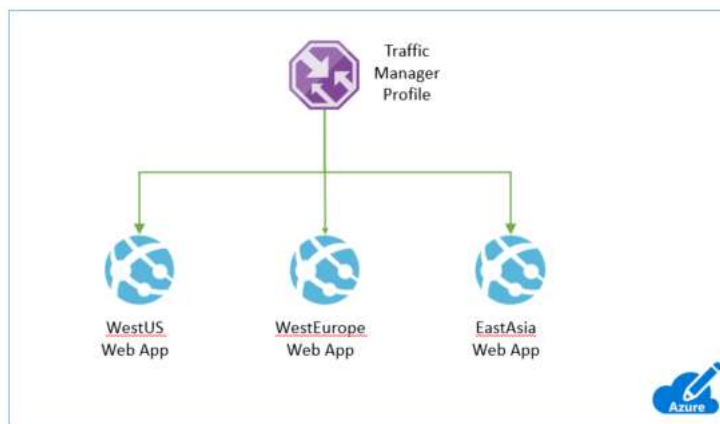 Traffic
Manager
Profile
WestUS
Web App
WestEurope
Web App
EastAsia
Web App
Azure